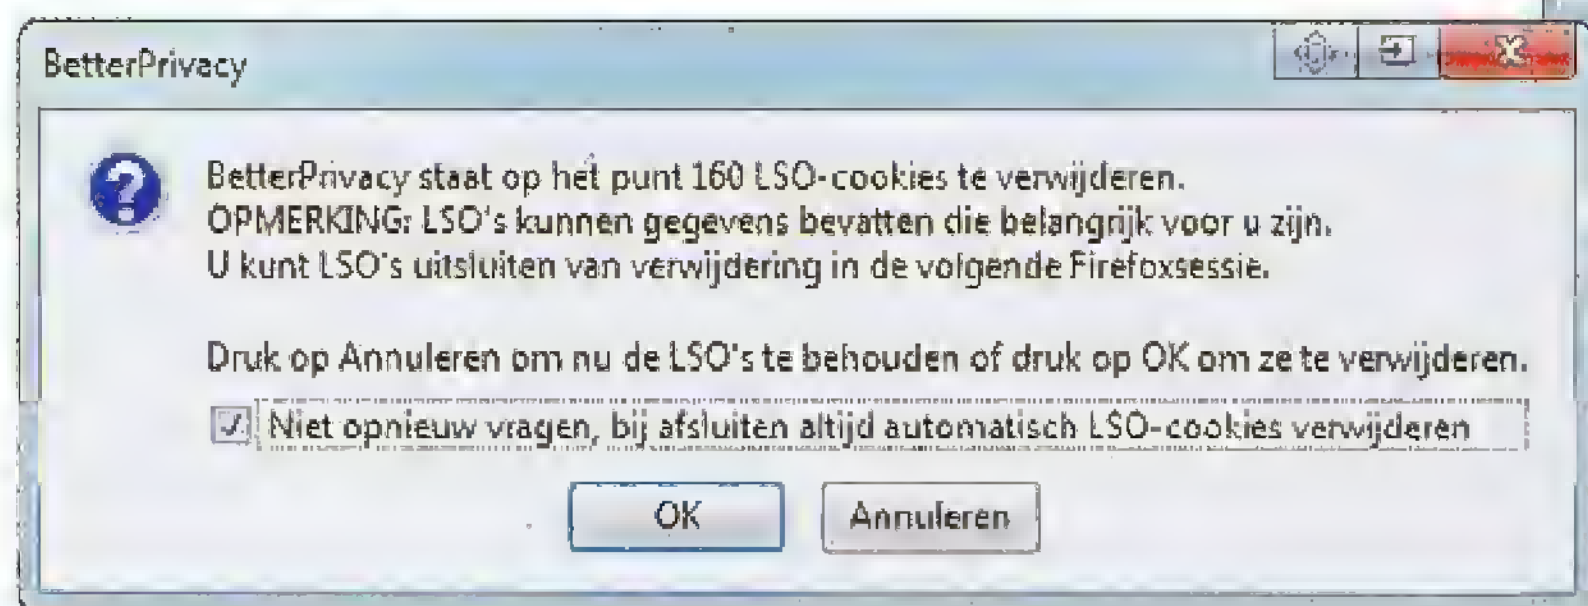 BetterPrivacy
BetterPrivacy staat op het punt 160 LSO-cookies te verwijderen.
OPMERKING: LSO's kunnen gegevens bevatten die belangrijk voor u zijn.
U kunt LSO's uitsluiten van verwijdering in de volgende Firefoxsessie.
Druk op Annuleren om nu de LSO's te behouden of druk op OK om ze te verwijderen.
Niet opnieuw vragen, bij afsluiten altijd automatisch LSO-cookies verwijderen
OK Annuleren